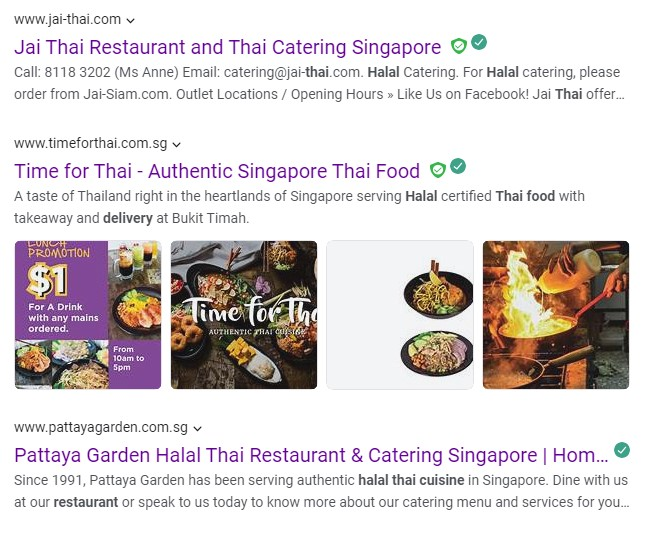 www.jai-thai.com
Jai Thai Restaurant and Thai Catering Singapore
Call: 8118 3202 (Ms Anne) Email: catering@jai-thai.com. Halal Catering. For Halal catering, please
order from Jai-Siam.com. Outlet Locations / Opening Hours » Like Us on Facebook! Jai Thai offer...
www.timeforthai.com.sg
Time for Thai - Authentic Singapore Thai Food
A taste of Thailand right in the heartlands of Singapore serving Halal certified Thai food with
takeaway and delivery at Bukit Timah.
LUNCH
PROMOTION
$1
For A Drink
with any mains
ordered.
From
10am to
5pm
Time for Tha
AUTHENTIC THAI CUISINE
www.pattayagarden.com.sg
Pattaya Garden Halal Thai Restaurant & Catering Singapore | Hom...
Since 1991, Pattaya Garden has been serving authentic halal thai cuisine in Singapore. Dine with us
at our restaurant or speak to us today to know more about our catering menu and services for you...